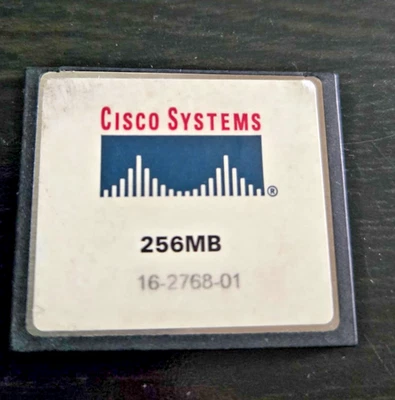 CISCO SYSTEMS
®
256MB
16-2768-01